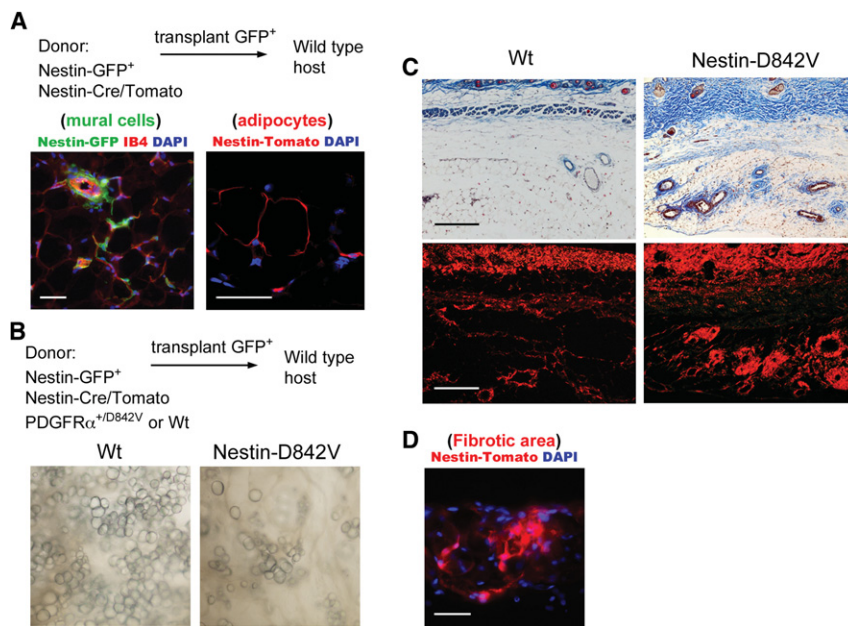 A
transplant GFP⁺
Donor:
Wild type
host
Nestin-GFP⁺
Nestin-Cre/Tomato
(mural cells)
Nestin-GFP IB4 DAPI
(adipocytes)
Nestin-Tomato DAPI
B
Donor:
transplant GFP⁺
Wild type
host
Nestin-GFP⁺
Nestin-Cre/Tomato
PDGFRα⁺/ᴰ⁸⁴²ⱽ or Wt
Wt
Nestin-D842V
C
Wt
Nestin-D842V
D
(Fibrotic area)
Nestin-Tomato DAPI